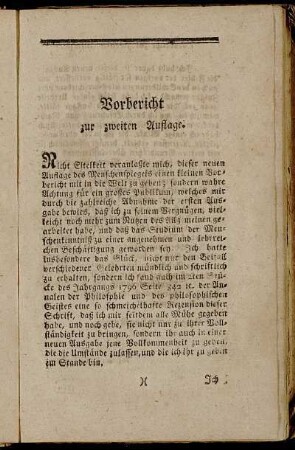 Vorbericht
zur zweiten Auflage.
Nicht Eitelkeit veranlaßte mich, dieser neuen
Auflage des Menschenspiegels einen kleinen Vor-
bericht mit in die Welt zu geben; sondern wahre
Achtung für ein großes Publikum, welches mir
durch die zahlreiche Abnahme der ersten Aus-
gabe bewies, daß ich zu seinem Vergnügen, viel-
leicht noch mehr zum Nutzen des Allg meinen ge-
arbeitet habe, und daß das Studium der Men-
schenkenntniß zu einer angenehmen und lehrrei-
chen Beschäftigung geworden sey. Ich hatte
insbesondere das Glück, nicht nur den Beifall
verschiedener Gelehrten mündlich und schriftlich
zu erhalten, sondern ich fand auch im 2ten Stü-
cke des Jahrgangs 1796 Seite 342 ic. der An-
nalen der Philosophie und des philosophischen
Geistes eine so schmeichelhafte Rezension dieser
Schrift, daß ich mir seitdem alle Mühe gegeben
habe, und noch gebe, sie nicht nur zu ihrer Voll-
ständigkeit zu bringen, sondern ihr auch in einer
neuen Ausgabe jene Vollkommenheit zu geben,
die die Umstände zulassen, und die ich ihr zu geben
im Stande bin.
)( Ich